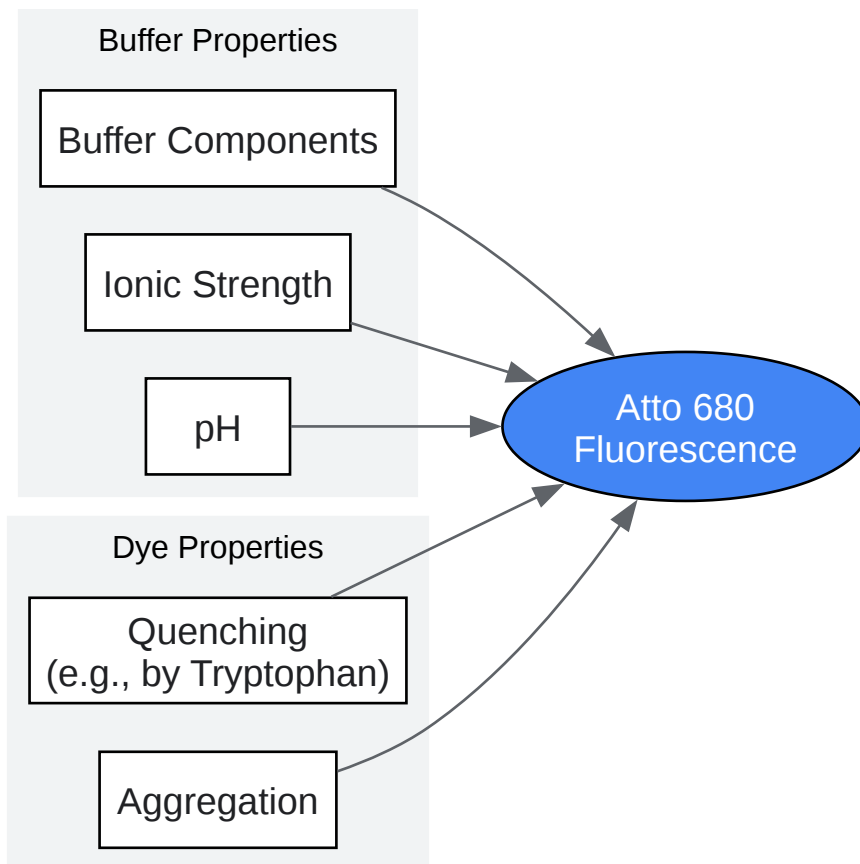 Buffer Properties
Buffer Components
Ionic Strength
pH
Atto 680
Fluorescence
Dye Properties
Quenching
(e.g., by Tryptophan)
Aggregation